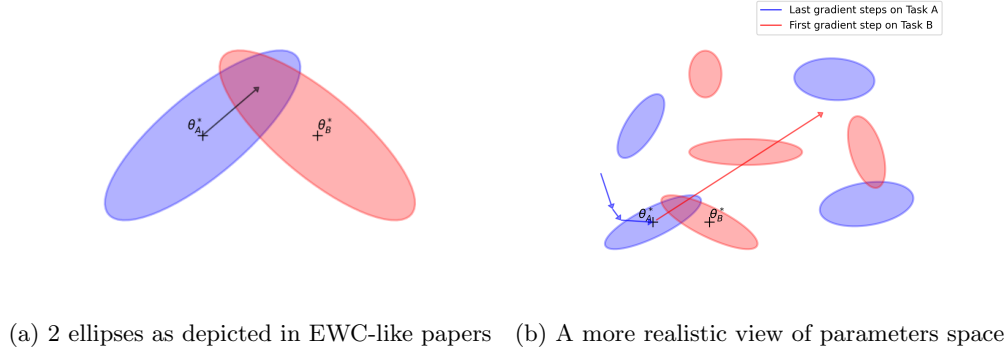 Last gradient steps on Task A
First gradient step on Task B
θ*A
θ*B
θ*A
θ*B
(a) 2 ellipses as depicted in EWC-like papers
(b) A more realistic view of parameters space